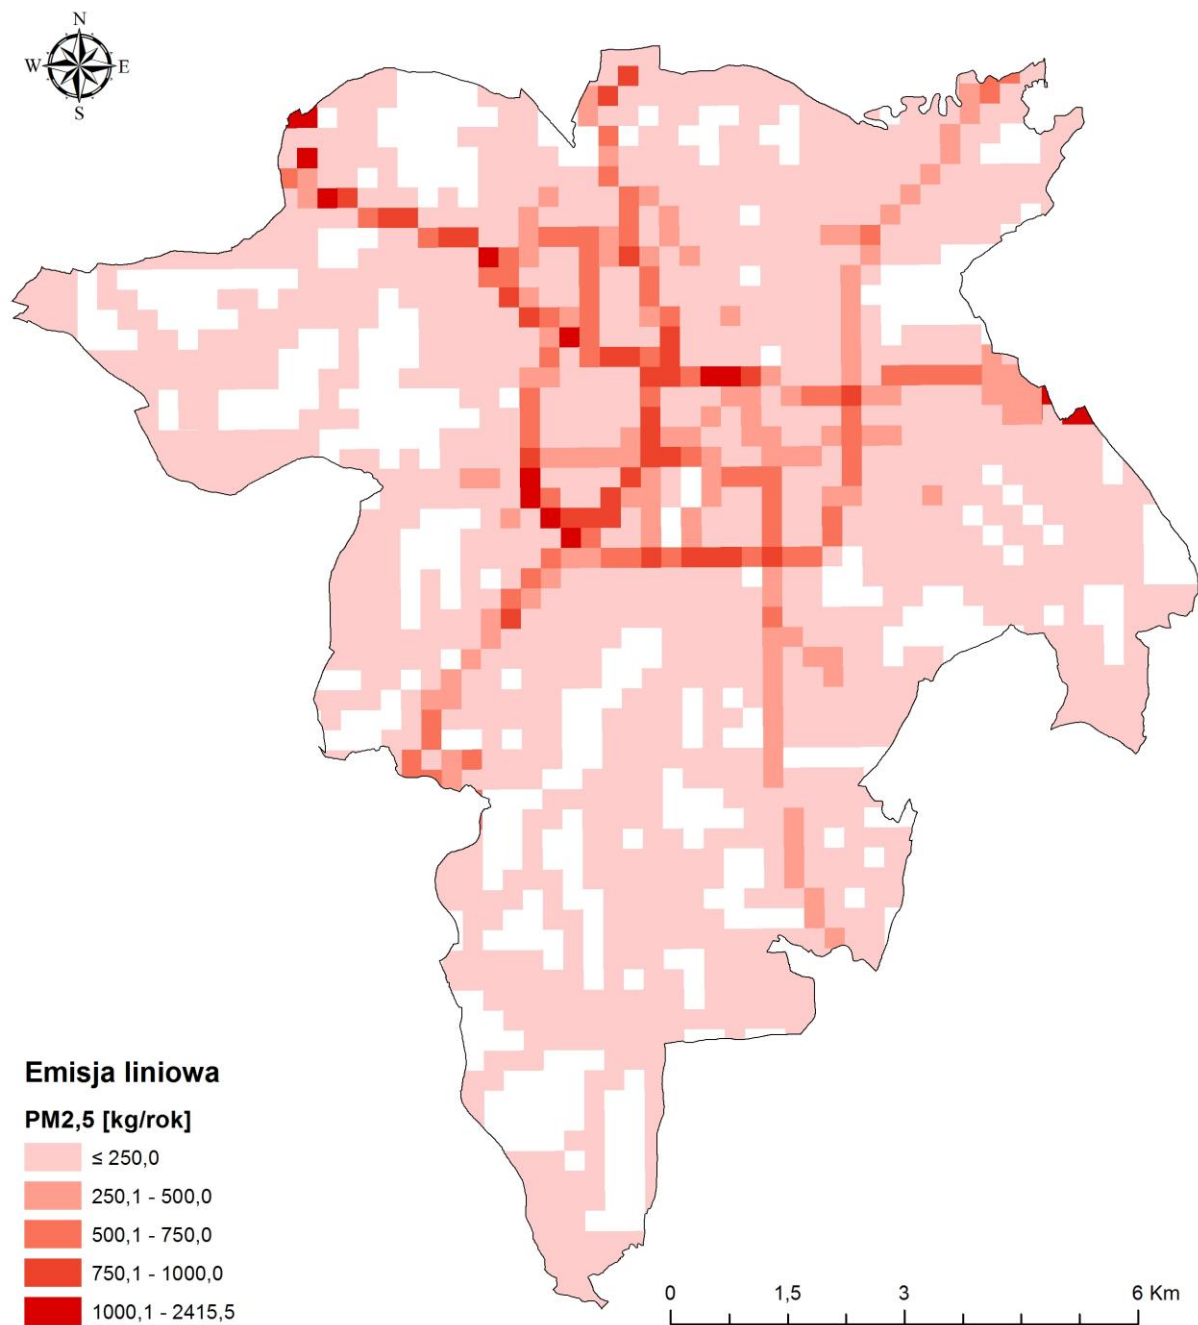 N
W E
S
Emisja liniowa
PM2,5 [kg/rok]
≤ 250,0
250,1 - 500,0
500,1 - 750,0
750,1 - 1000,0
1000,1 - 2415,5
0 1,5 3 6 Km